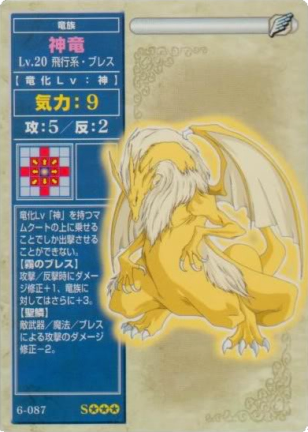 竜族
神竜
Lv.20 飛行系・ブレス
【竜化Lv:神】
気力:9
攻:5/反:2
竜化Lv「神」を持つマ
ムクートの上に乗せる
ことでしか出撃させる
ことができない。
【霧のブレス】
攻撃/反撃時にダメー
ジ修正+1、竜族に
対してはさらに+3。
【聖鱗】
敵武器/魔法/ブレス
による攻撃のダメージ
修正−2。
6-087
S★★★